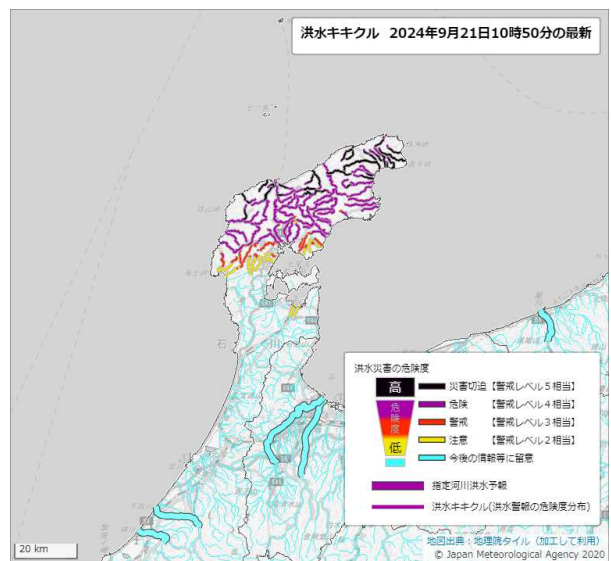 洪水キキクル 2024年9月21日10時50分の最新
七ツ島
石
川
洪水災害の危険度
高
危険度
低
災害切迫【警戒レベル5相当】
危険 【警戒レベル4相当】
警戒 【警戒レベル3相当】
注意 【警戒レベル2相当】
今後の情報等に留意
指定河川洪水予報
洪水キキクル(洪水警報の危険度分布)
20 km
地図出典：地理院タイル（加工して利用）
© Japan Meteorological Agency 2020